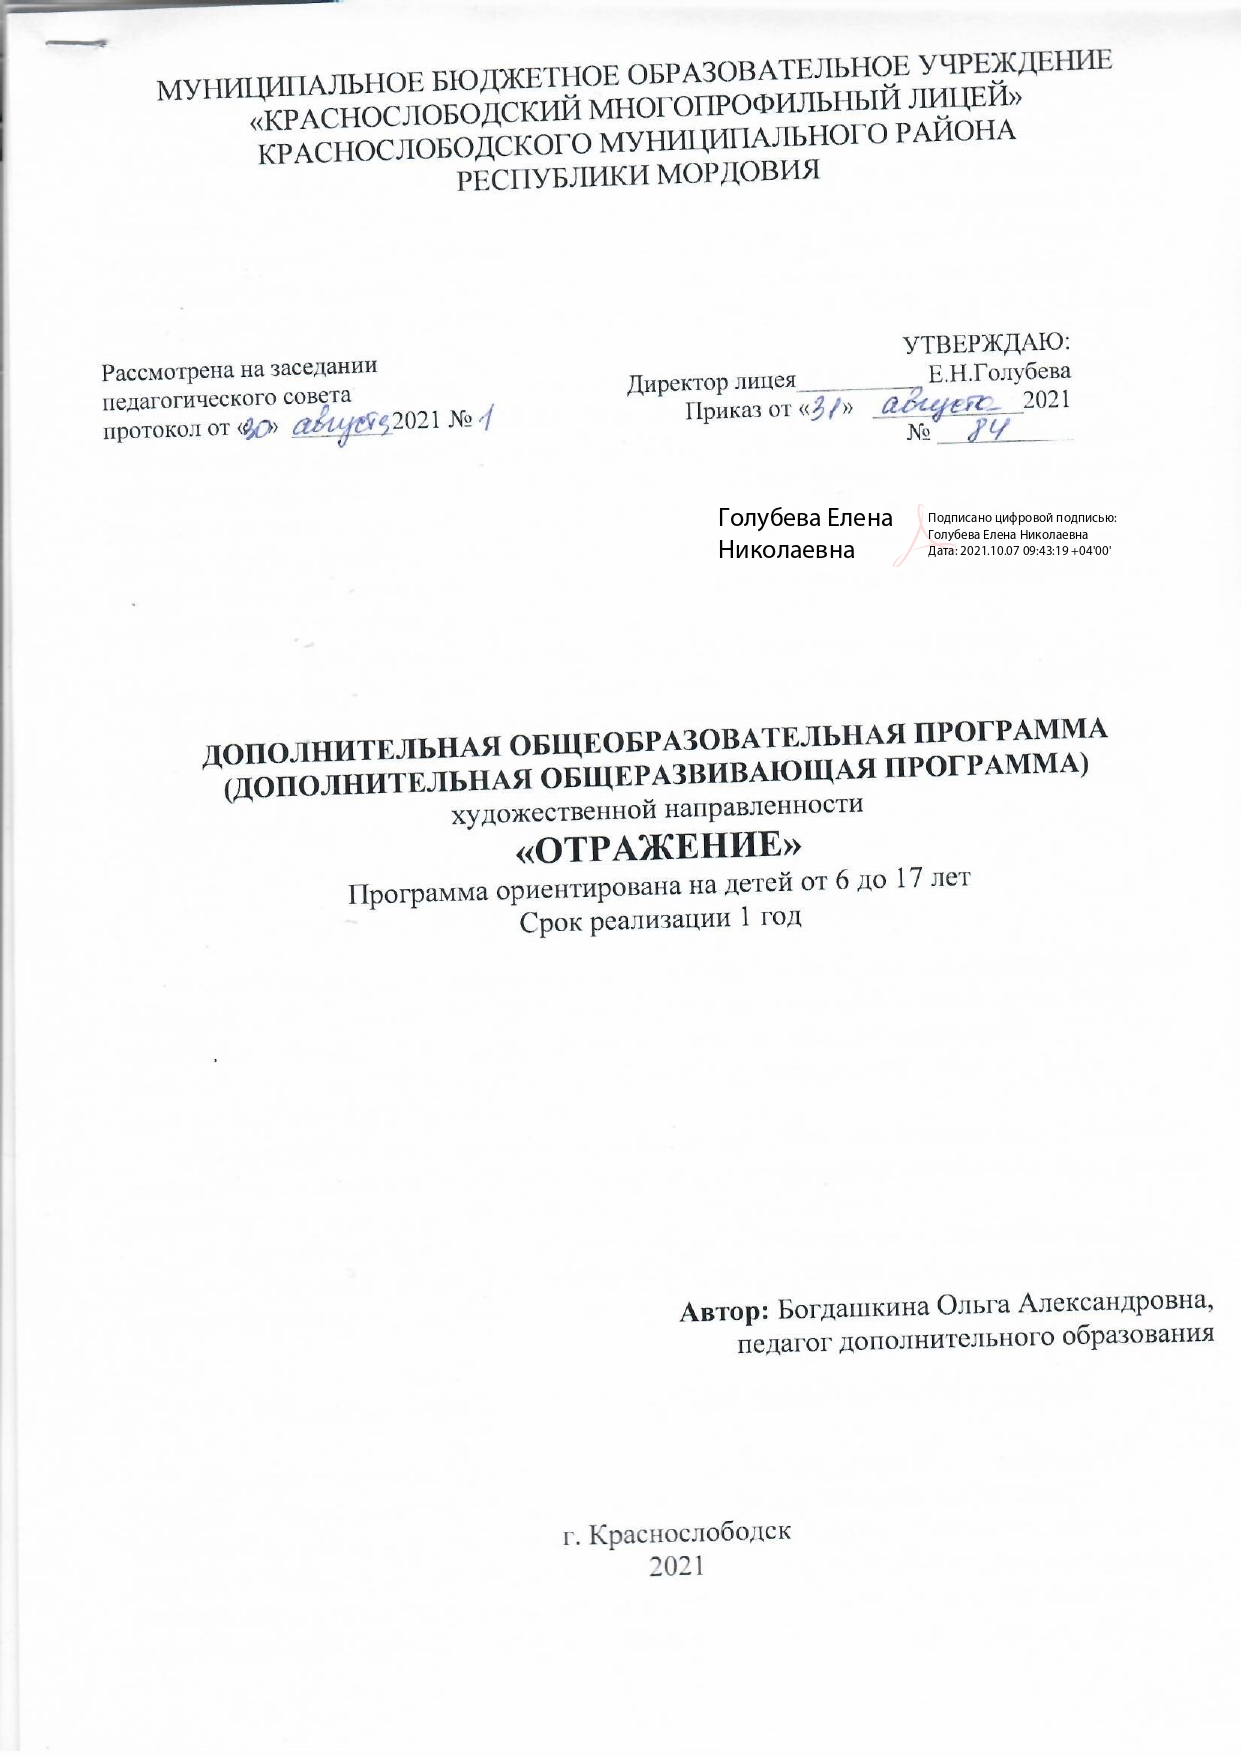 МУНИЦИПАЛЬНОЕ БЮДЖЕТНОЕ ОБРАЗОВАТЕЛЬНОЕ УЧРЕЖДЕНИЕ
«КРАСНОСЛОБОДСКИЙ МНОГОПРОФИЛЬНЫЙ ЛИЦЕЙ»
КРАСНОСЛОБОДСКОГО МУНИЦИПАЛЬНОГО РАЙОНА
РЕСПУБЛИКИ МОРДОВИЯ
Рассмотрена на заседании
педагогического совета
протокол от «30» августа 2021 № 1
УТВЕРЖДАЮ:
Директор лицея__________ Е.Н.Голубева
Приказ от «31» августа 2021
№ 84
Голубева Елена
Николаевна
Подписано цифровой подписью:
Голубева Елена Николаевна
Дата: 2021.10.07 09:43:19 +04'00'
ДОПОЛНИТЕЛЬНАЯ ОБЩЕОБРАЗОВАТЕЛЬНАЯ ПРОГРАММА
(ДОПОЛНИТЕЛЬНАЯ ОБЩЕРАЗВИВАЮЩАЯ ПРОГРАММА)
художественной направленности
«ОТРАЖЕНИЕ»
Программа ориентирована на детей от 6 до 17 лет
Срок реализации 1 год
Автор: Богдашкина Ольга Александровна,
педагог дополнительного образования
г. Краснослободск
2021